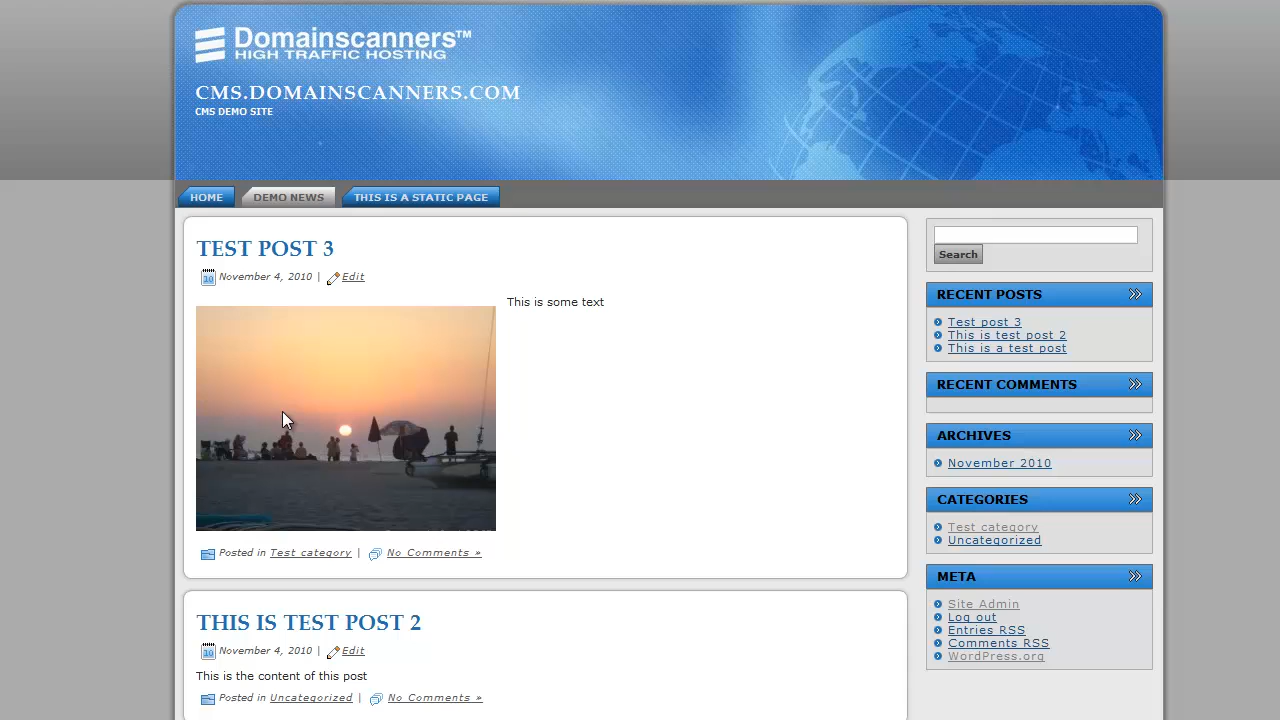 Domainscanners™
HIGH TRAFFIC HOSTING
CMS.DOMAINSCANNERS.COM
CMS DEMO SITE
HOME
DEMO NEWS
THIS IS A STATIC PAGE
TEST POST 3
November 4, 2010 | Edit
This is some text
Posted in Test category | No Comments »
THIS IS TEST POST 2
November 4, 2010 | Edit
This is the content of this post
Posted in Uncategorized | No Comments »
Search
RECENT POSTS
Test post 3
This is test post 2
This is a test post
RECENT COMMENTS
ARCHIVES
November 2010
CATEGORIES
Test category
Uncategorized
META
Site Admin
Log out
Entries RSS
Comments RSS
WordPress.org